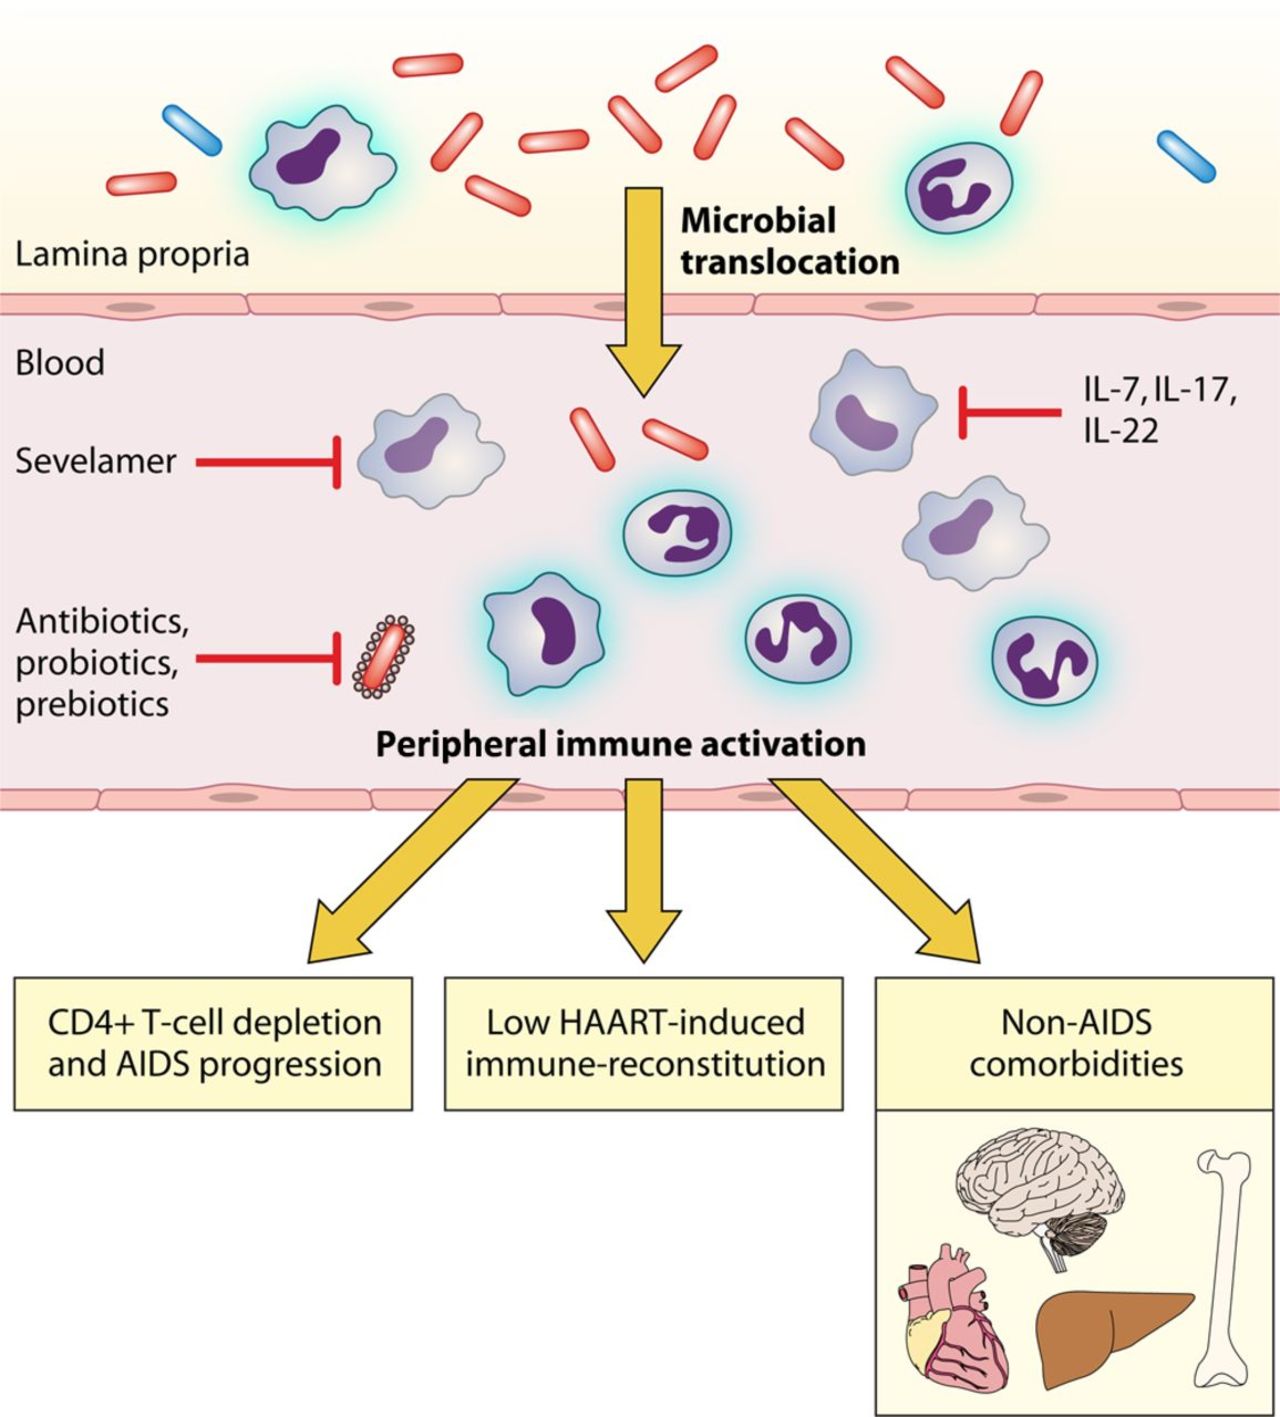 Microbial
translocation
Lamina propria
Blood
IL-7, IL-17,
IL-22
Sevelamer
Antibiotics,
probiotics,
prebiotics
Peripheral immune activation
CD4+ T-cell depletion
and AIDS progression
Low HAART-induced
immune-reconstitution
Non-AIDS
comorbidities